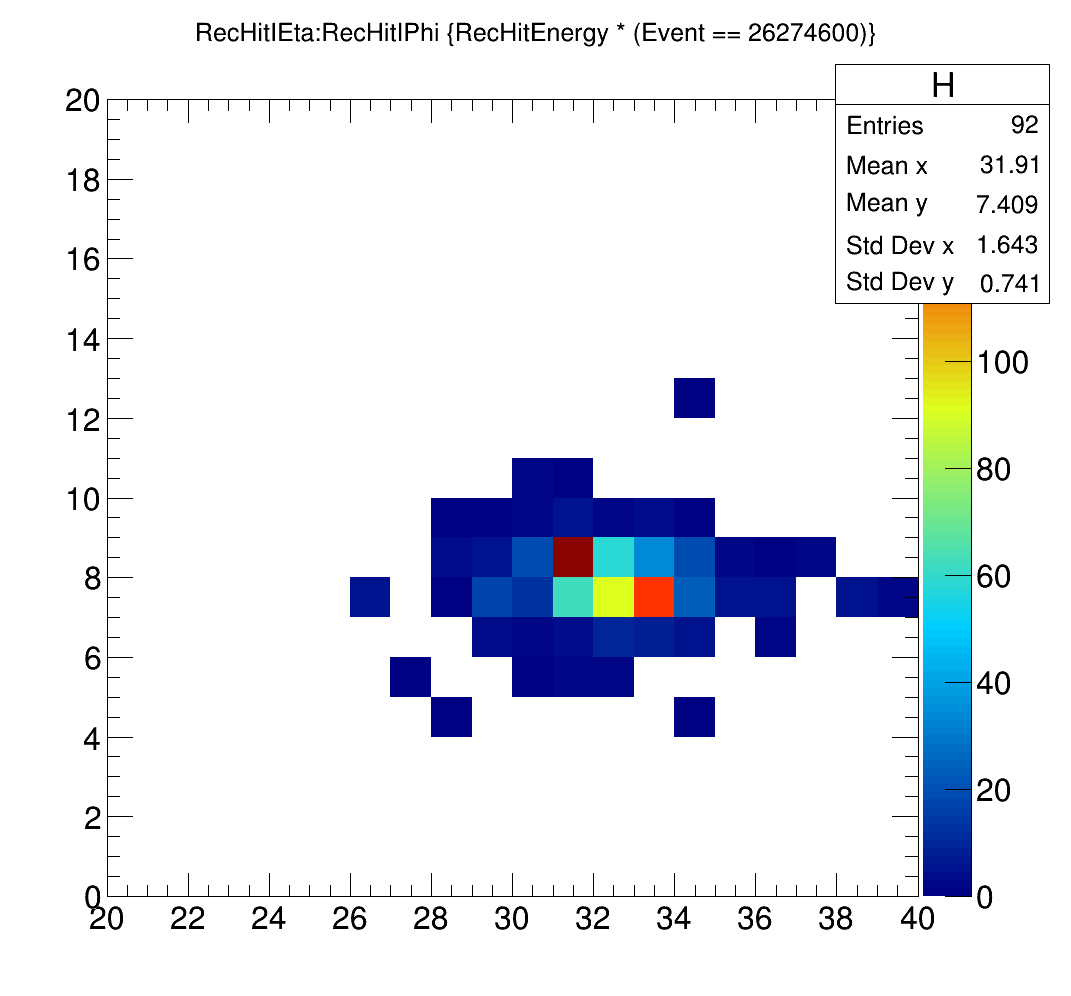 RecHitIEta:RecHitIPhi {RecHitEnergy * (Event == 26274600)}
H
Entries 92
Mean x 31.91
Mean y 7.409
Std Dev x 1.643
Std Dev y 0.741
20
18
16
14
12
10
8
6
4
2
0
20 22 24 26 28 30 32 34 36 38 40
100
80
60
40
20
0